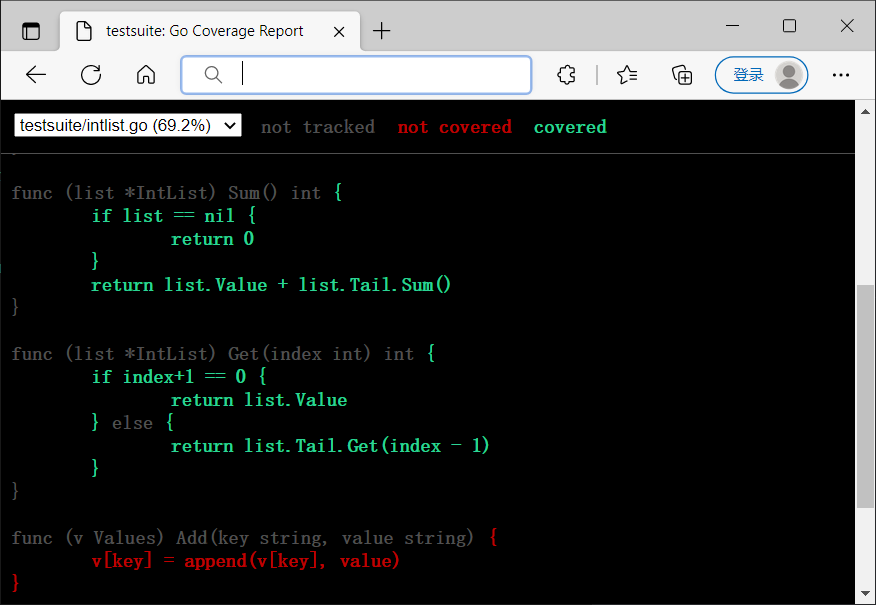 testsuite: Go Coverage Report
登录
testsuite/intlist.go (69.2%) not tracked not covered covered
func (list *IntList) Sum() int {
if list == nil {
return 0
}
return list.Value + list.Tail.Sum()
}
func (list *IntList) Get(index int) int {
if index+1 == 0 {
return list.Value
} else {
return list.Tail.Get(index - 1)
}
}
func (v Values) Add(key string, value string) {
v[key] = append(v[key], value)
}